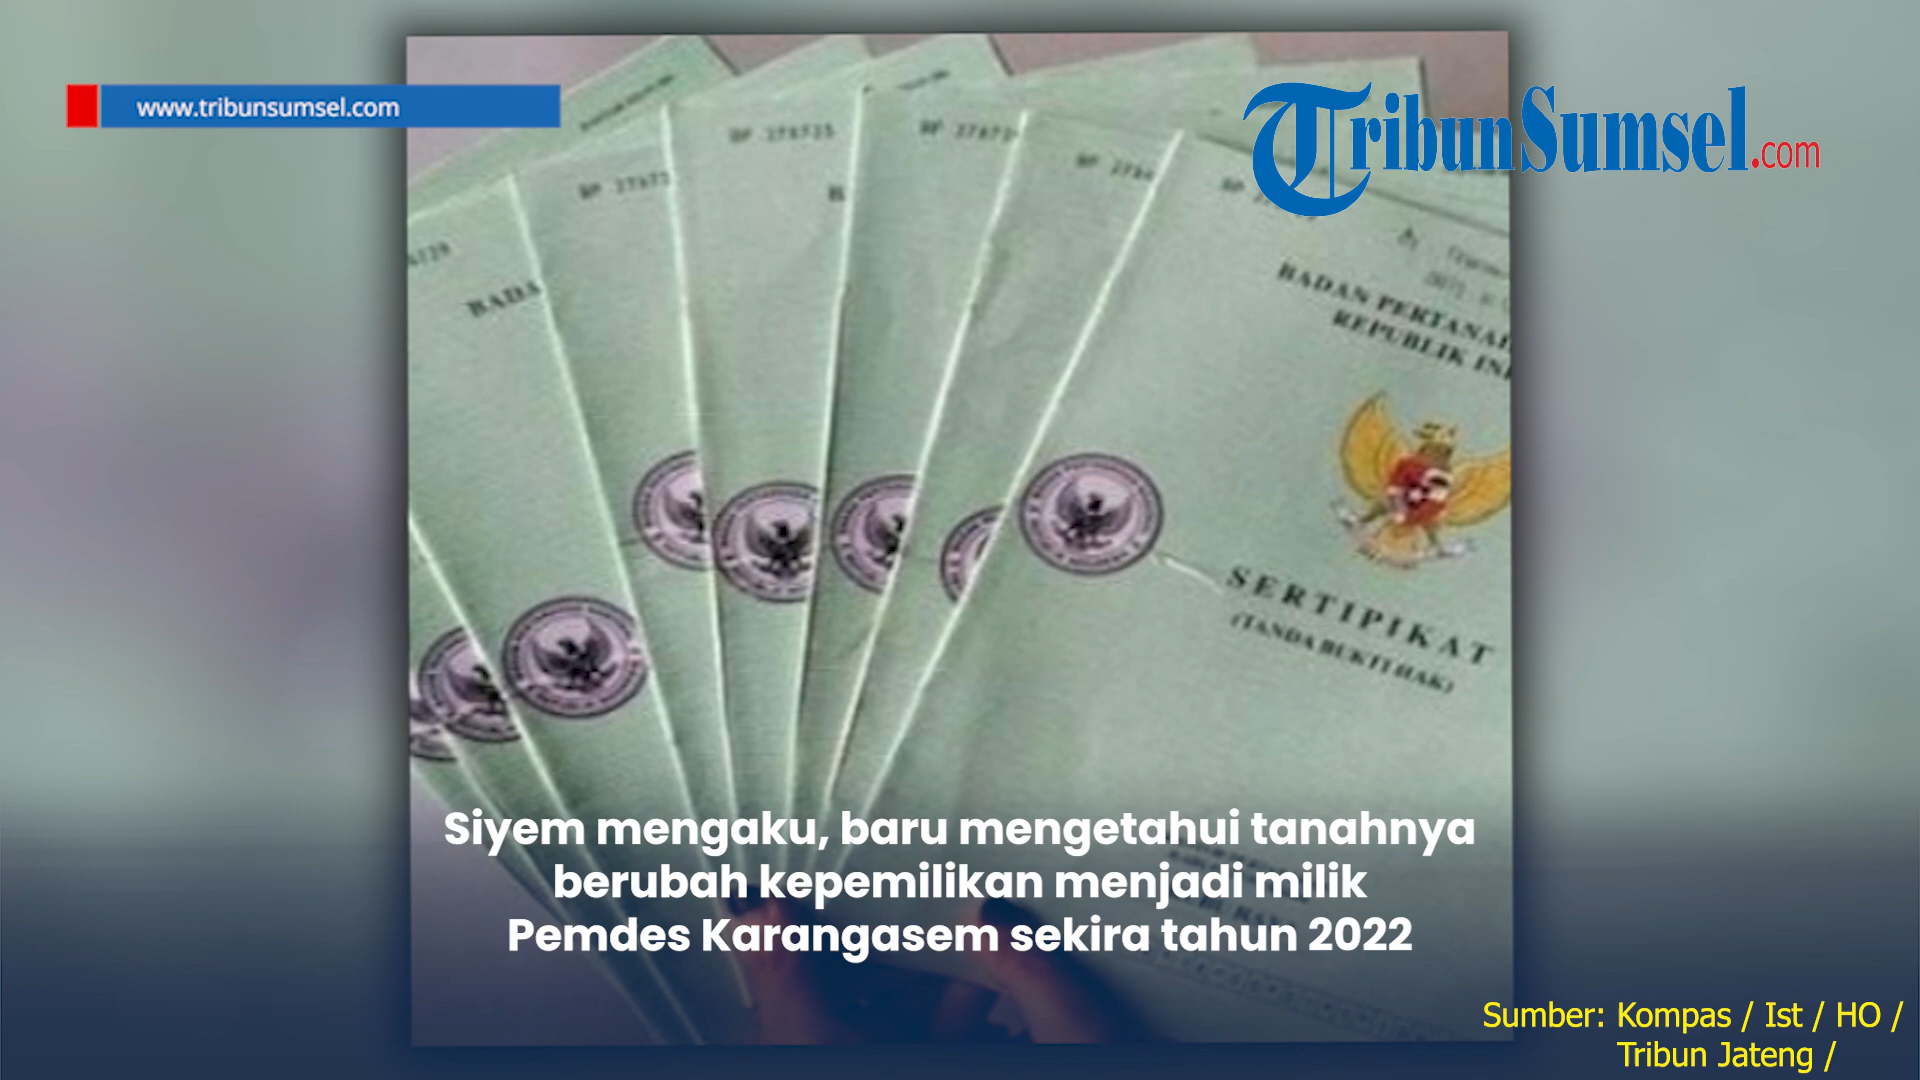 www.tribunsumsel.com
TribunSumsel.com
BADA
BADAN PERTANAH
REPUBLIK IN
SERTIPIKAT
(TANDA BUKTI HAK)
Siyem mengaku, baru mengetahui tanahnya
berubah kepemilikan menjadi milik
Pemdes Karangasem sekira tahun 2022
Sumber: Kompas / Ist / HO /
Tribun Jateng /